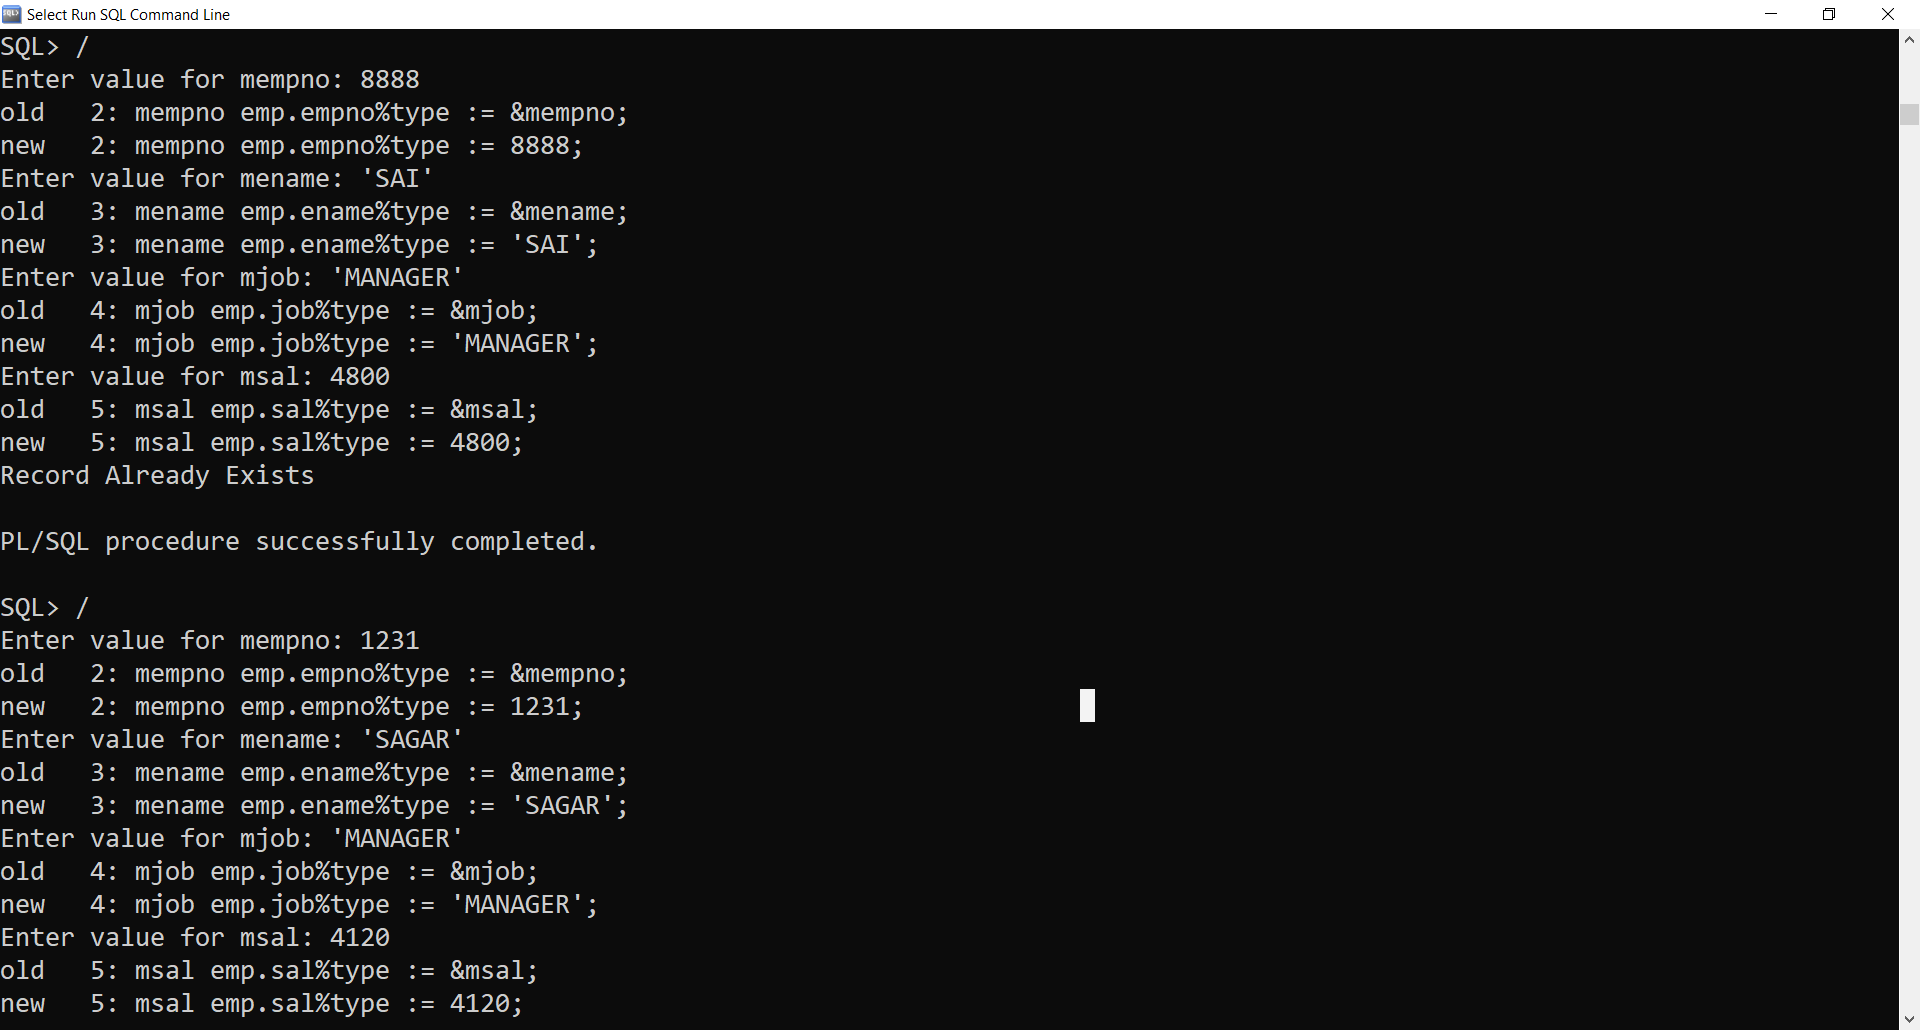 Select Run SQL Command Line
SQL> /
Enter value for mempno: 8888
old   2: mempno emp.empno%type := &mempno;
new   2: mempno emp.empno%type := 8888;
Enter value for mename: 'SAI'
old   3: mename emp.ename%type := &mename;
new   3: mename emp.ename%type := 'SAI';
Enter value for mjob: 'MANAGER'
old   4: mjob emp.job%type := &mjob;
new   4: mjob emp.job%type := 'MANAGER';
Enter value for msal: 4800
old   5: msal emp.sal%type := &msal;
new   5: msal emp.sal%type := 4800;
Record Already Exists
PL/SQL procedure successfully completed.
SQL> /
Enter value for mempno: 1231
old   2: mempno emp.empno%type := &mempno;
new   2: mempno emp.empno%type := 1231;
Enter value for mename: 'SAGAR'
old   3: mename emp.ename%type := &mename;
new   3: mename emp.ename%type := 'SAGAR';
Enter value for mjob: 'MANAGER'
old   4: mjob emp.job%type := &mjob;
new   4: mjob emp.job%type := 'MANAGER';
Enter value for msal: 4120
old   5: msal emp.sal%type := &msal;
new   5: msal emp.sal%type := 4120;